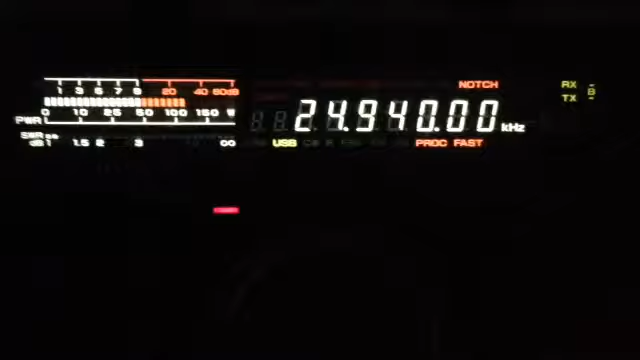 NOTCH
1 3 5 7 9 20 40 60dB
RX
TX B
0 10 25 50 100 150 W
24.940.00 kHz
PWR
SWR
1 1.5 2 3 ∞
USB PROC FAST